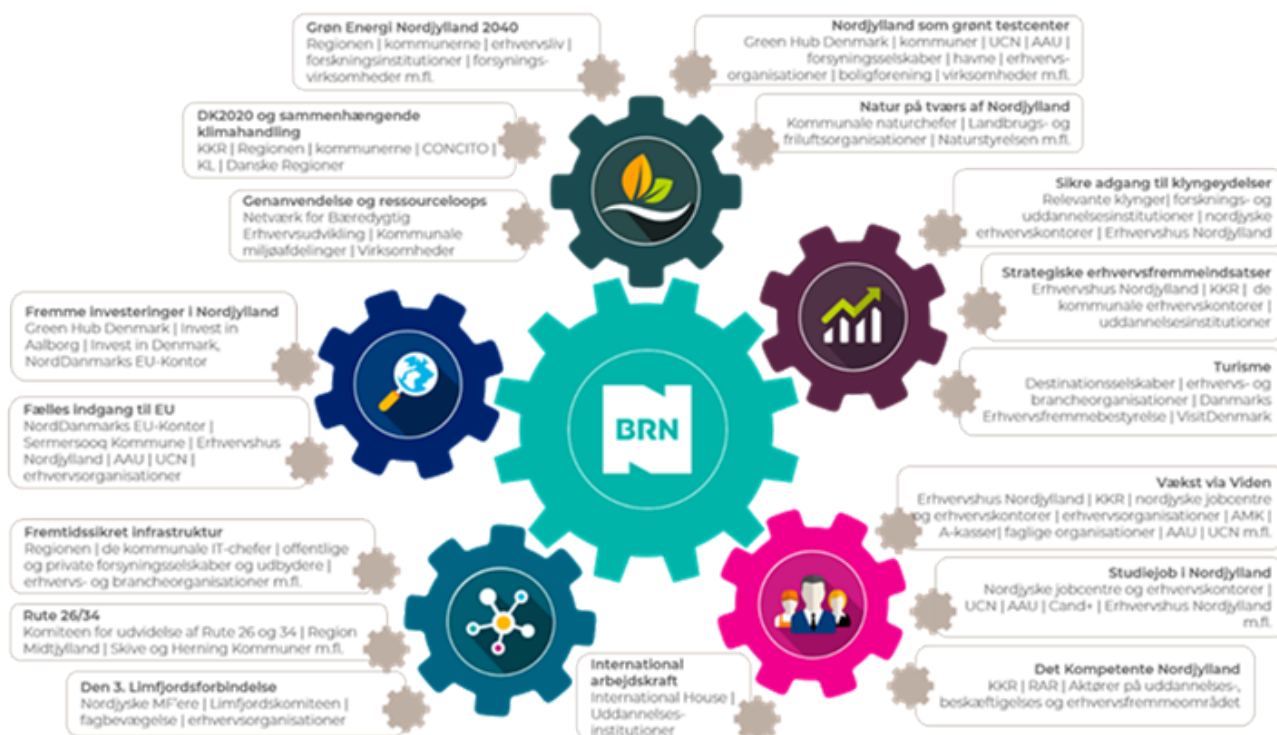 Grøn Energi Nordjylland 2040
Regionen | kommunerne | erhvervsliv |
forskningsinstitutioner | forsynings-
virksomheder m.fl.
Nordjylland som grønt testcenter
Green Hub Denmark | kommuner | UCN | AAU |
forsyningsselskaber | havne | erhvervs-
organisationer | boligforening | virksomheder m.fl.
DK2020 og sammenhængende
klimahandling
KKR | Regionen | kommunerne | CONCITO |
KL | Danske Regioner
Natur på tværs af Nordjylland
Kommunale naturchefer | Landbrugs- og
friluftsorganisationer | Naturstyrelsen m.fl.
Genanvendelse og ressourceloops
Netværk for Bæredygtig
Erhvervsudvikling | Kommunale
miljøafdelinger | Virksomheder
Sikre adgang til klyngeydelser
Relevante klynger| forsknings- og
uddannelsesinstitutioner | nordjyske
erhvervskontorer | Erhvervshus Nordjylland
Strategiske erhvervsfremmeindsatser
Erhvervshus Nordjylland | KKR | de
kommunale erhvervskontorer |
uddannelsesinstitutioner
Turisme
Destinationsselskaber | erhvervs- og
brancheorganisationer | Danmarks
Erhvervsfremmebestyrelse | VisitDenmark
Fremme investeringer i Nordjylland
Green Hub Denmark | Invest in
Aalborg | Invest in Denmark,
NordDanmarks EU-Kontor
Fælles indgang til EU
NordDanmarks EU-Kontor |
Sermersooq Kommune | Erhvervshus
Nordjylland | AAU | UCN |
erhvervsorganisationer
BRN
Vækst via Viden
Erhvervshus Nordjylland | KKR | nordjyske jobcentre
og erhvervskontorer | erhvervsorganisationer | AMK |
A-kasser| faglige organisationer | AAU | UCN m.fl.
Studiejob i Nordjylland
Nordjyske jobcentre og erhvervskontorer |
UCN | AAU | Cand+ | Erhvervshus Nordjylland
m.fl.
Det Kompetente Nordjylland
KKR | RAR | Aktører på uddannelses-,
beskæftigelses og erhvervsfremmeområdet
Fremtidssikret infrastruktur
Regionen | de kommunale IT-chefer | offentlige
og private forsyningsselskaber og udbydere |
erhvervs- og brancheorganisationer m.fl.
Rute 26/34
Komiteen for udvidelse af Rute 26 og 34 | Region
Midtjylland | Skive og Herning Kommuner m.fl.
Den 3. Limfjordsforbindelse
Nordjyske MF'ere | Limfjordskomiteen |
fagbevægelse | erhvervsorganisationer
International
arbejdskraft
International House |
Uddannelses-
institutioner